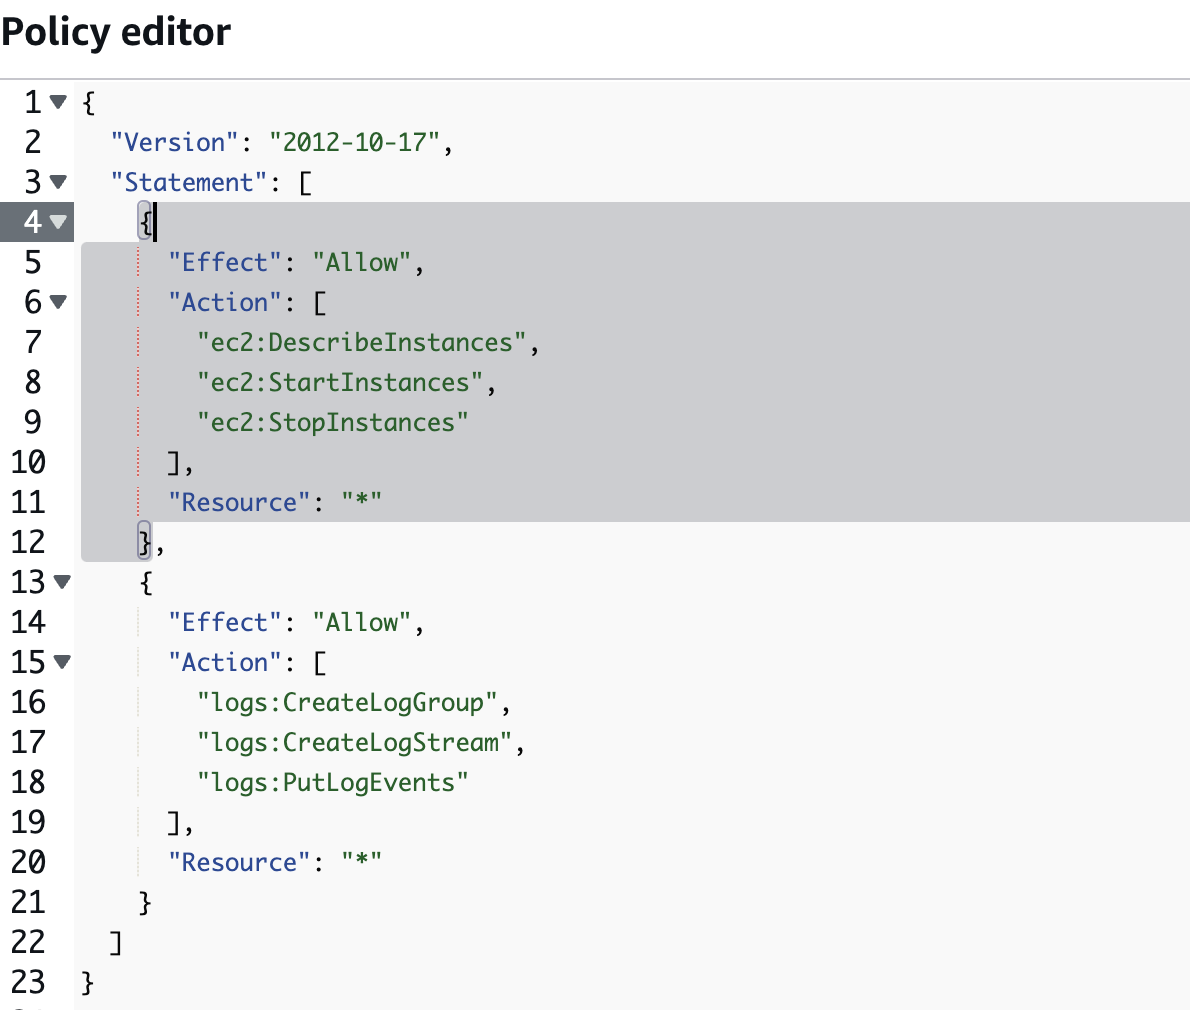 Policy editor
1 {
2 "Version": "2012-10-17",
3 "Statement": [
4 {
5 "Effect": "Allow",
6 "Action": [
7 "ec2:DescribeInstances",
8 "ec2:StartInstances",
9 "ec2:StopInstances"
10 ],
11 "Resource": "*"
12 },
13 {
14 "Effect": "Allow",
15 "Action": [
16 "logs:CreateLogGroup",
17 "logs:CreateLogStream",
18 "logs:PutLogEvents"
19 ],
20 "Resource": "*"
21 }
22 ]
23 }